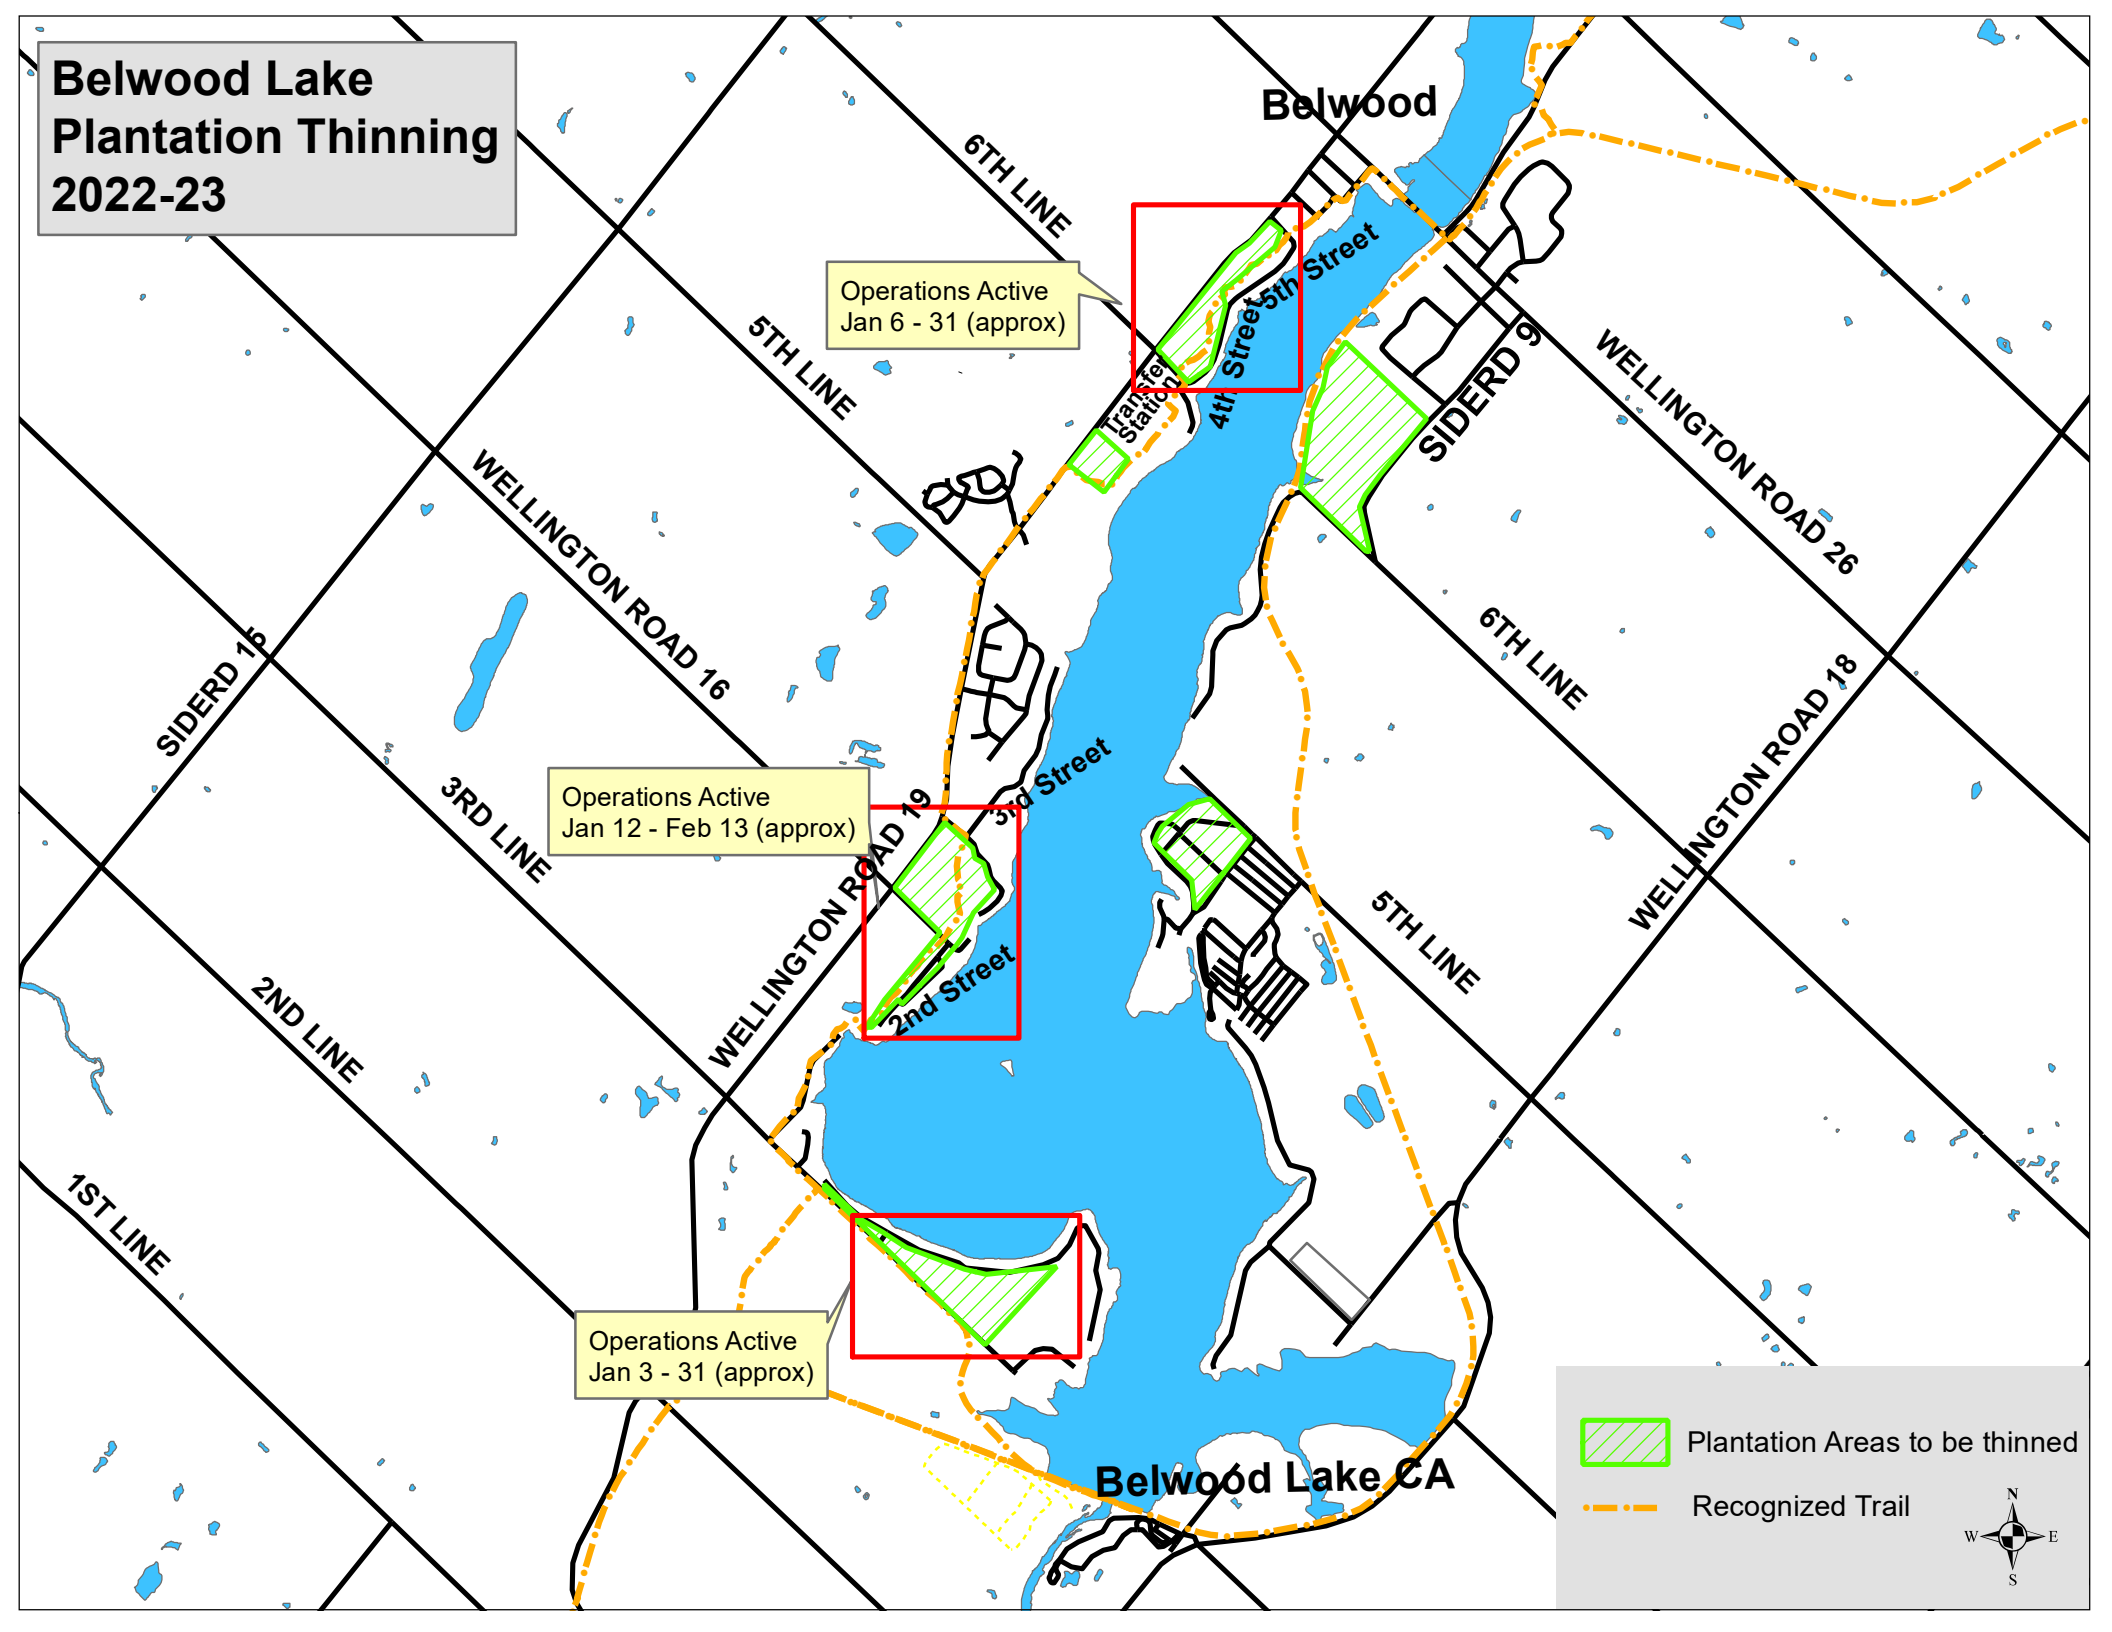 Belwood Lake
Plantation Thinning
2022-23
Belwood
6TH LINE
5th Street
Operations Active
Jan 6 - 31 (approx)
4th Street
5TH LINE
Transfer
Station
SIDERD 9
WELLINGTON ROAD 26
WELLINGTON ROAD 16
SIDERD 15
6TH LINE
WELLINGTON ROAD 18
3rd Street
Operations Active
Jan 12 - Feb 13 (approx)
WELLINGTON ROAD 19
3RD LINE
5TH LINE
2nd Street
2ND LINE
1ST LINE
Operations Active
Jan 3 - 31 (approx)
Belwood Lake CA
Plantation Areas to be thinned
Recognized Trail
N
W E
S